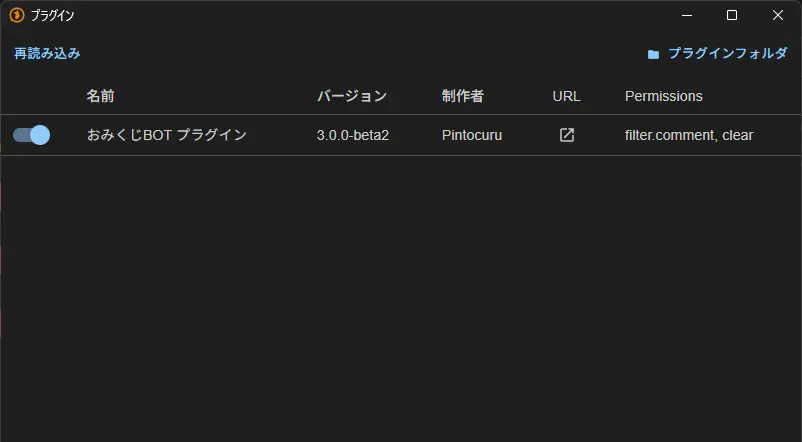 プラグイン
再読み込み プラグインフォルダ
名前 バージョン 制作者 URL Permissions
おみくじBOT プラグイン 3.0.0-beta2 Pintocuru filter.comment, clear